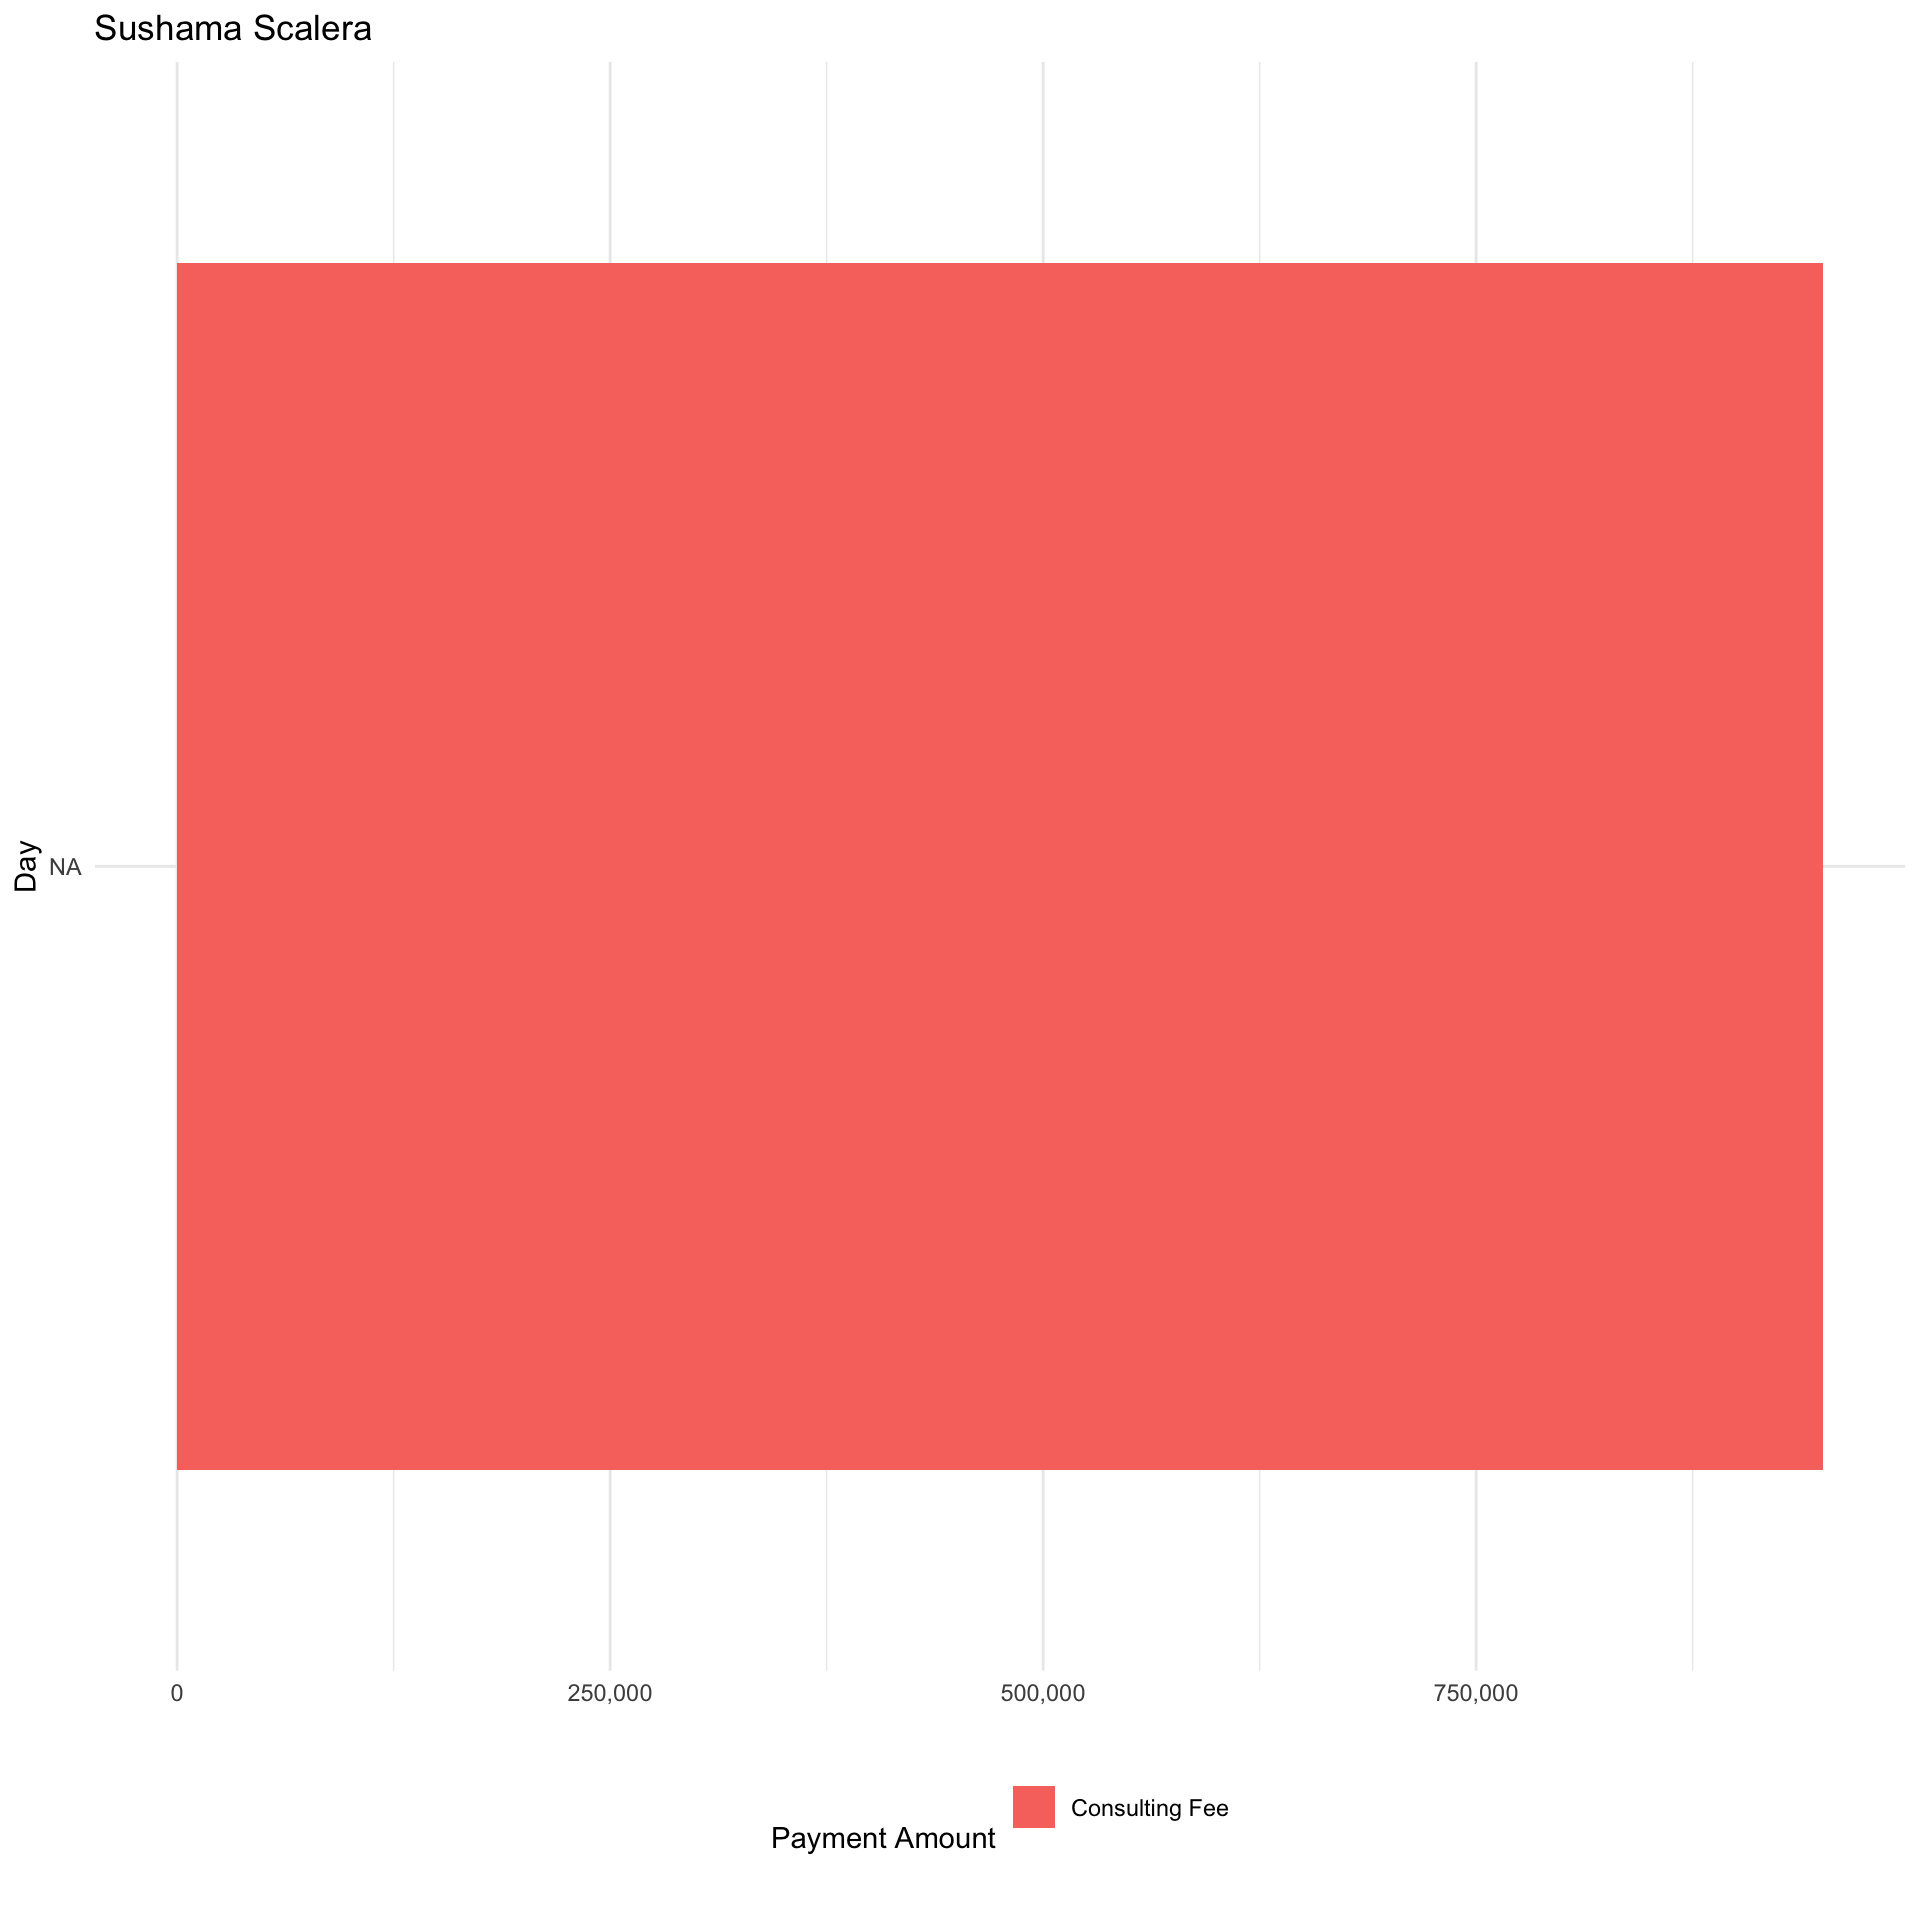 Sushama Scalera
Day
NA
0 250,000 500,000 750,000
Consulting Fee
Payment Amount